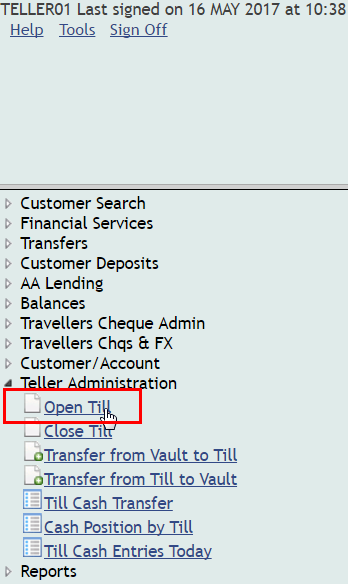 TELLER01 Last signed on 16 MAY 2017 at 10:38
Help Tools Sign Off
Customer Search
Financial Services
Transfers
Customer Deposits
AA Lending
Balances
Travellers Cheque Admin
Travellers Chqs & FX
Customer/Account
Teller Administration
Open Till
Close Till
Transfer from Vault to Till
Transfer from Till to Vault
Till Cash Transfer
Cash Position by Till
Till Cash Entries Today
Reports